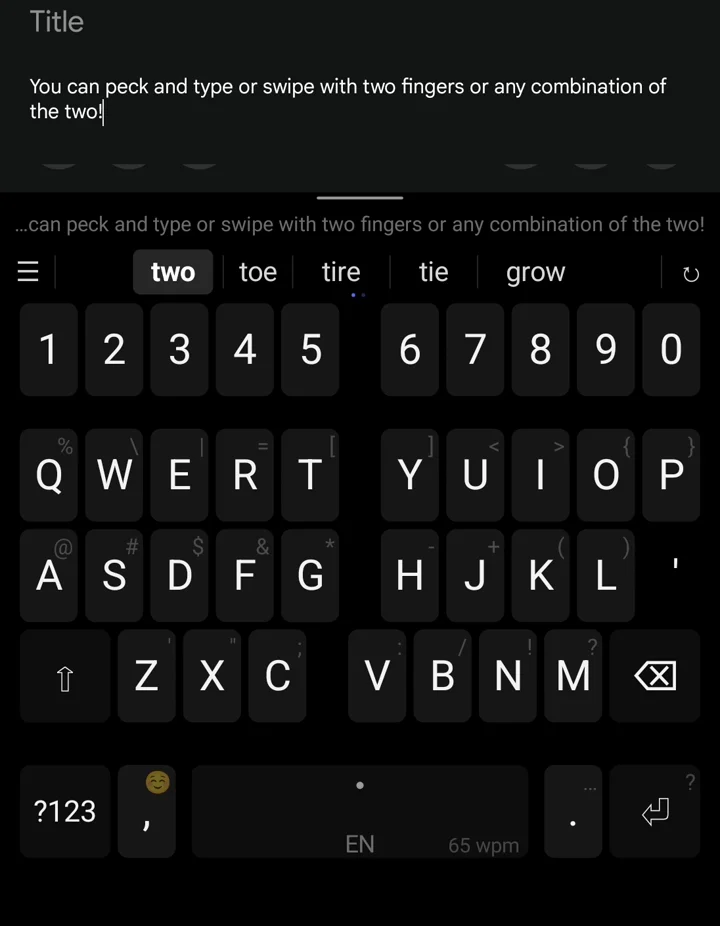 Title
You can peck and type or swipe with two fingers or any combination of
the two!
...can peck and type or swipe with two fingers or any combination of the two!
two toe tire tie grow
1 2 3 4 5 6 7 8 9 0
% \ | = [ ] < > { }
Q W E R T Y U I O P
@ # $ & * - + ( )
A S D F G H J K L '
' " ; : / ! ?
Z X C V B N M
... ?
?123 , .
EN 65 wpm